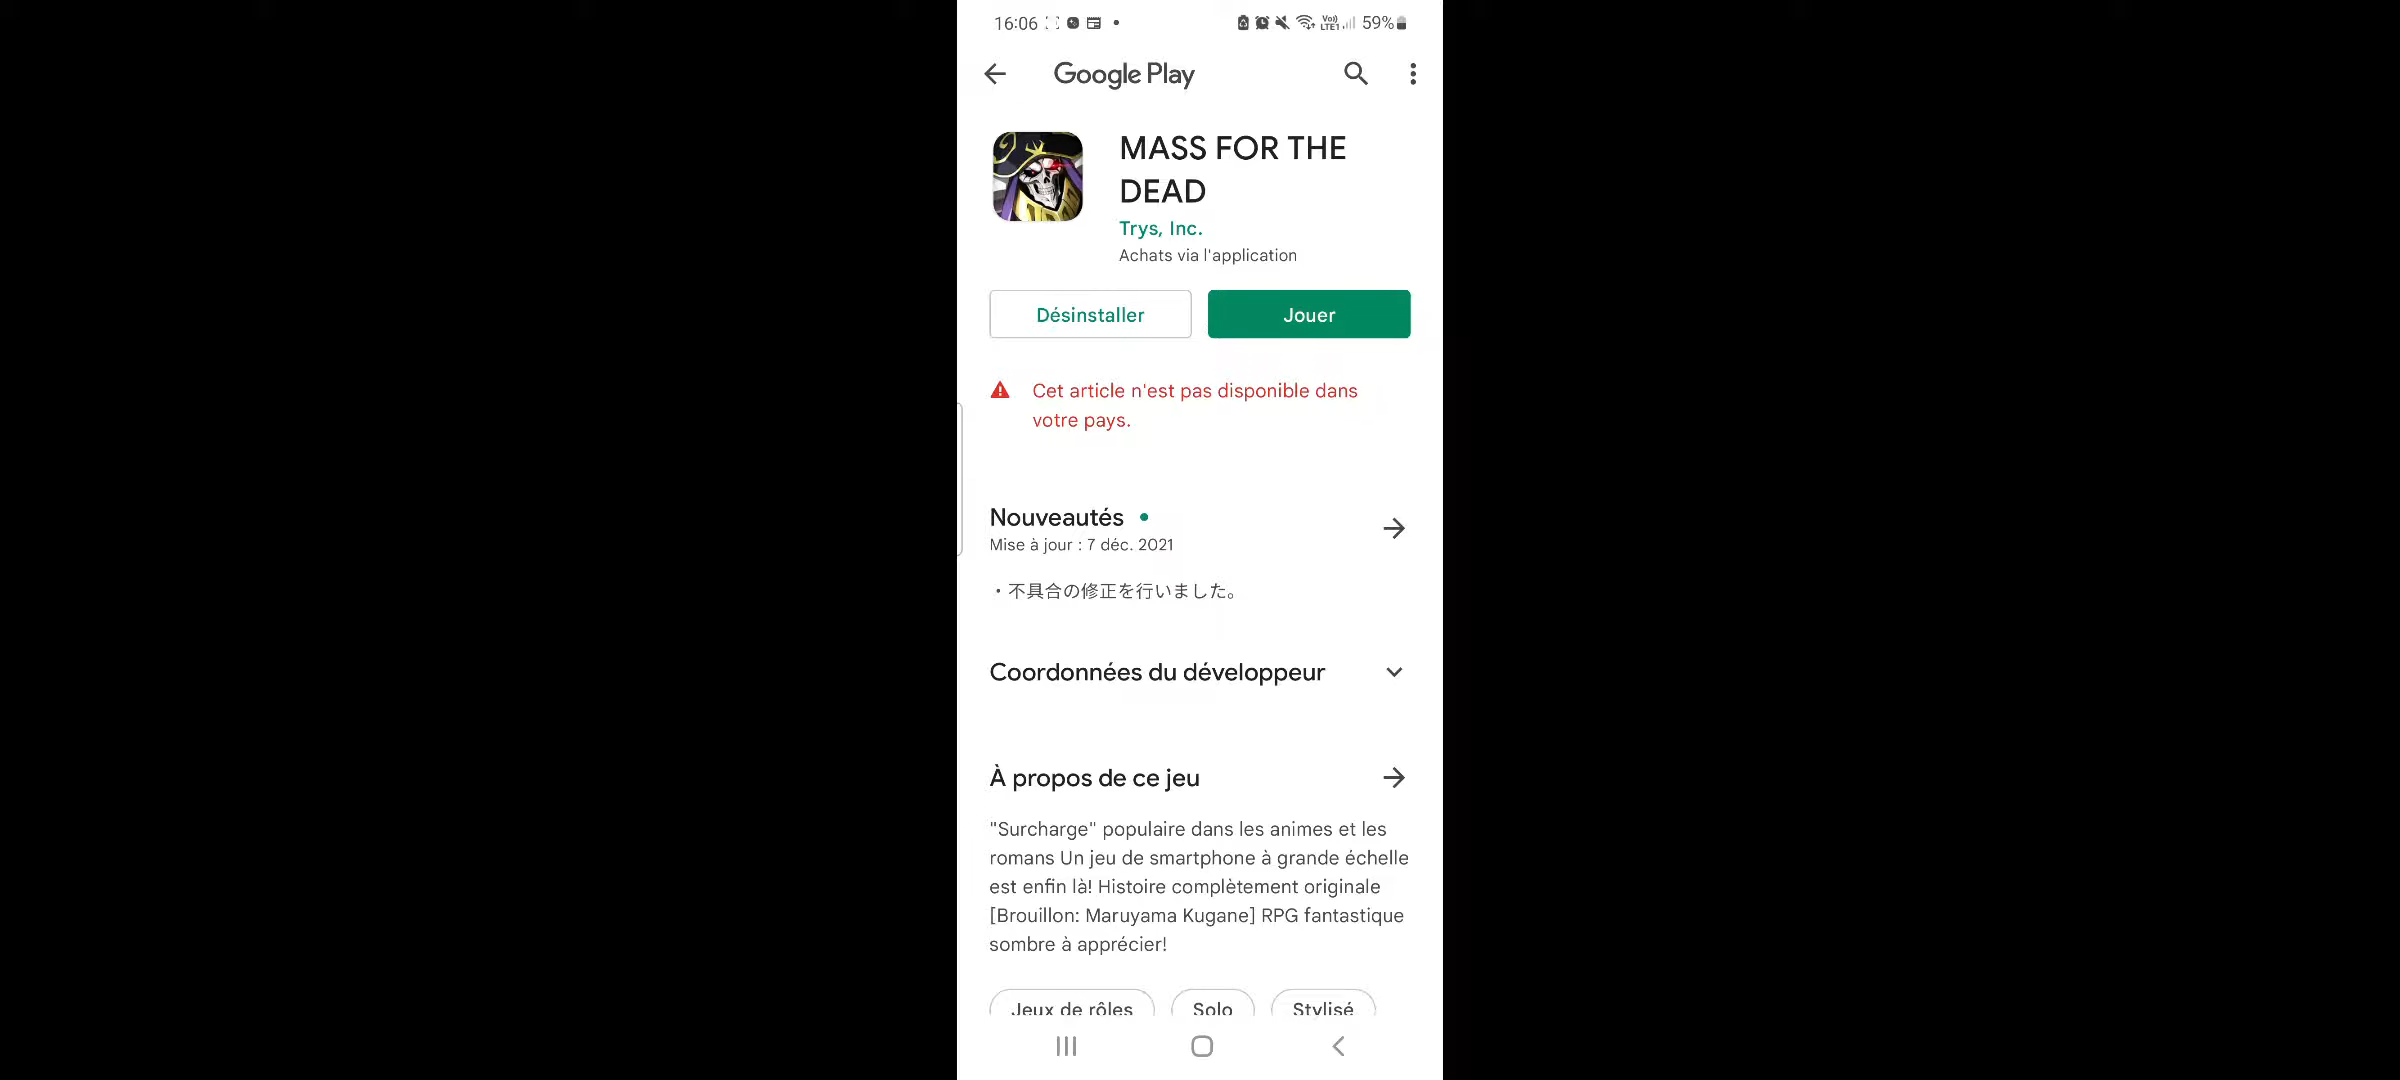 16:06
Vo)) LTE1 59%
Google Play
MASS FOR THE
DEAD
Trys, Inc.
Achats via l'application
Désinstaller
Jouer
Cet article n'est pas disponible dans
votre pays.
Nouveautés
Mise à jour : 7 déc. 2021
・不具合の修正を行いました。
Coordonnées du développeur
À propos de ce jeu
"Surcharge" populaire dans les animes et les
romans Un jeu de smartphone à grande échelle
est enfin là! Histoire complètement originale
[Brouillon: Maruyama Kugane] RPG fantastique
sombre à apprécier!
Jeux de rôles
Solo
Stylisé